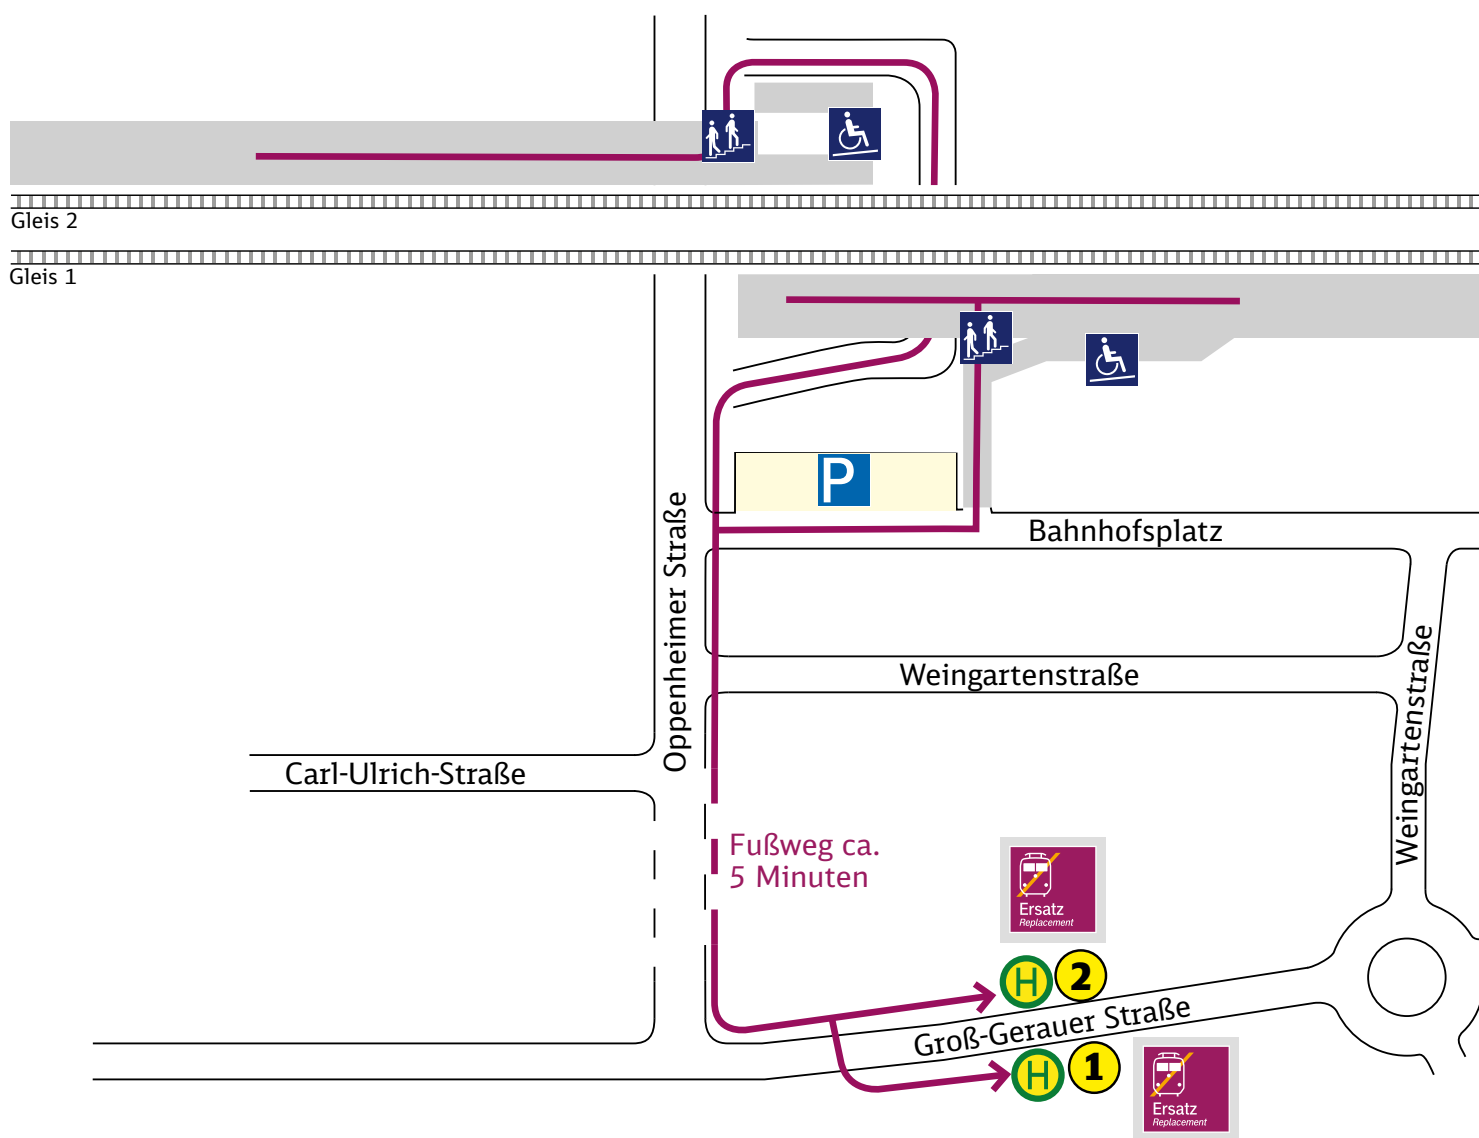 Gleis 2
Gleis 1
P
Bahnhofsplatz
Oppenheimer Straße
Weingartenstraße
Weingartenstraße
Carl-Ulrich-Straße
Fußweg ca.
5 Minuten
Ersatz
Replacement
H 2
Groß-Gerauer Straße
H 1
Ersatz
Replacement